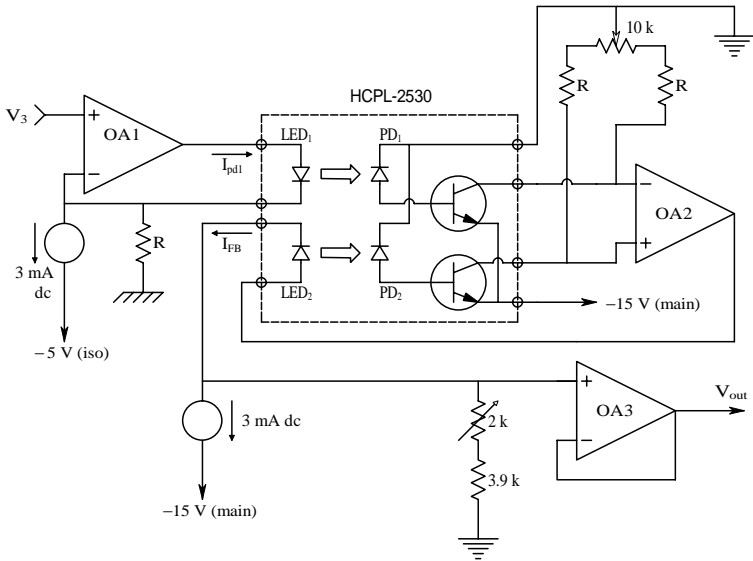 10 k
HCPL-2530
R
R
V3
+
OA1
−
LED1
PD1
Ipd1
−
OA2
+
R
IFB
3 mA
dc
LED2
PD2
−15 V (main)
−5 V (iso)
+
OA3
−
Vout
3 mA dc
2 k
3.9 k
−15 V (main)